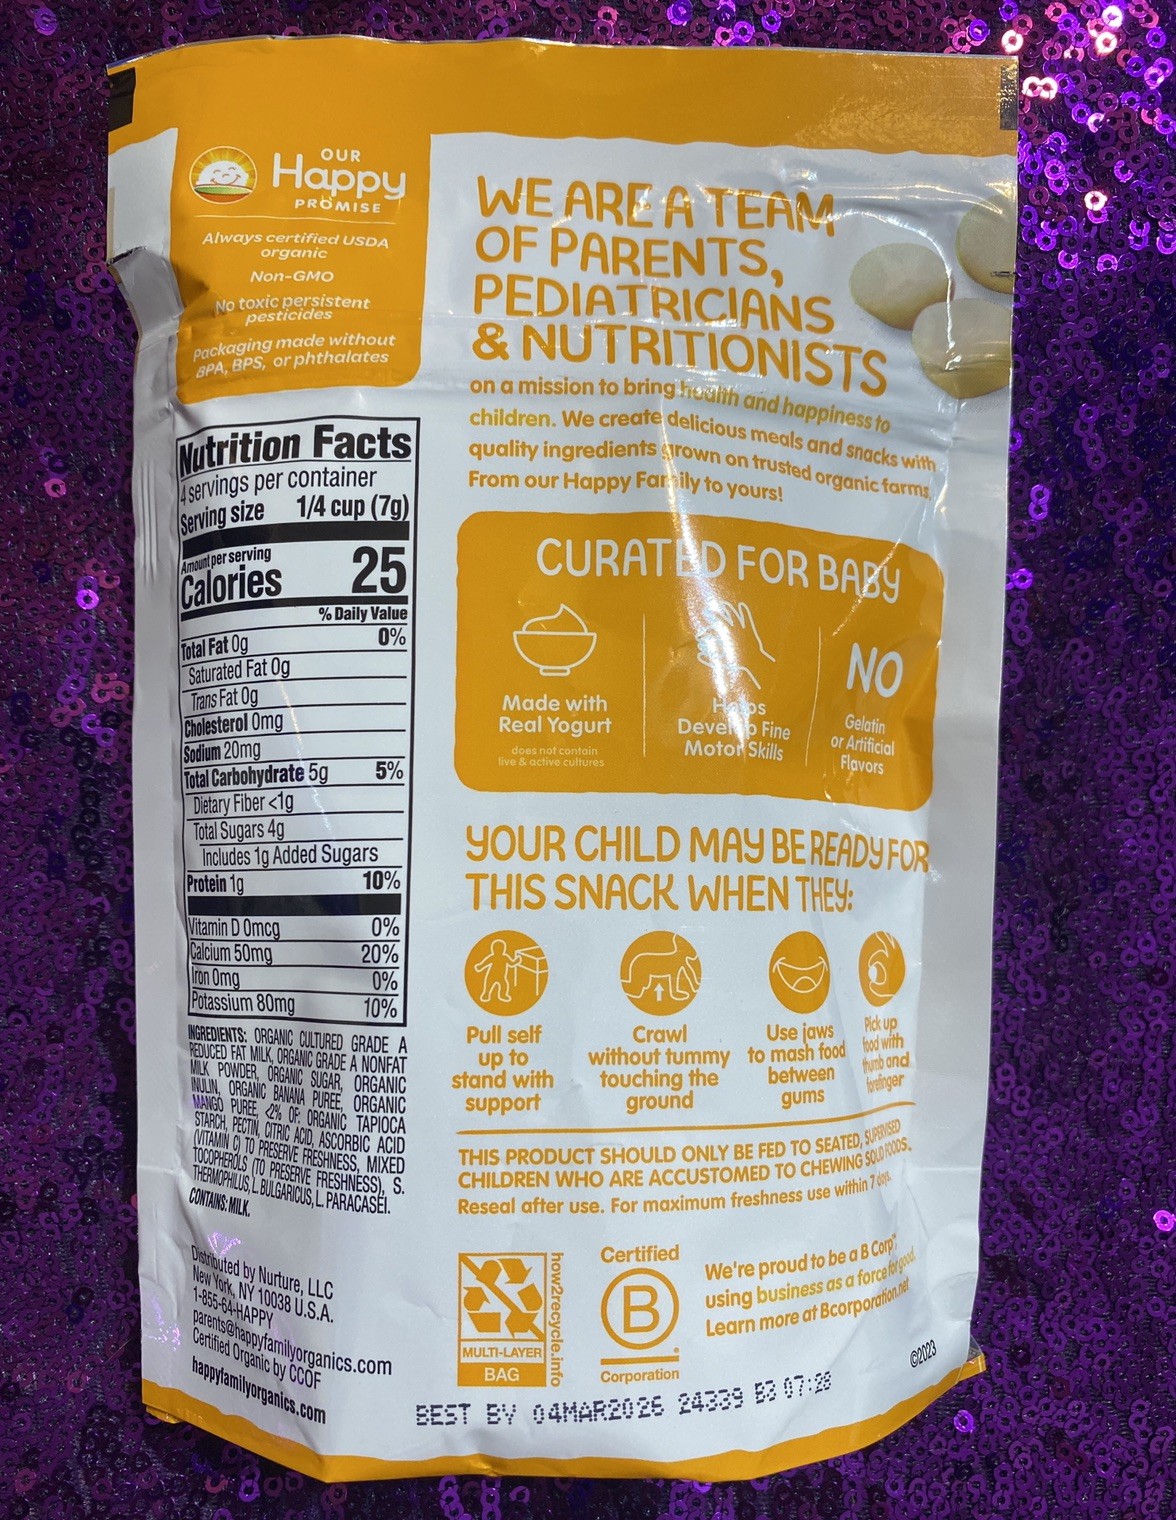 OUR
Happy
PROMISE
Always certified USDA
organic
Non-GMO
No toxic persistent
pesticides
Packaging made without
BPA, BPS, or phthalates
WE ARE A TEAM
OF PARENTS,
PEDIATRICIANS
& NUTRITIONISTS
on a mission to bring health and happiness to
children. We create delicious meals and snacks with
quality ingredients grown on trusted organic farms.
From our Happy Family to yours!
Nutrition Facts
4 servings per container
Serving size 1/4 cup (7g)
Amount per serving
Calories 25
% Daily Value
Total Fat 0g 0%
Saturated Fat 0g
Trans Fat 0g
Cholesterol 0mg
Sodium 20mg
Total Carbohydrate 5g 5%
Dietary Fiber <1g
Total Sugars 4g
Includes 1g Added Sugars
Protein 1g 10%
Vitamin D 0mcg 0%
Calcium 50mg 20%
Iron 0mg 0%
Potassium 80mg 10%
INGREDIENTS: ORGANIC CULTURED GRADE A
REDUCED FAT MILK, ORGANIC GRADE A NONFAT
MILK POWDER, ORGANIC SUGAR, ORGANIC
INULIN, ORGANIC BANANA PUREE, ORGANIC
MANGO PUREE, <2% OF: ORGANIC TAPIOCA
STARCH, PECTIN, CITRIC ACID, ASCORBIC ACID
(VITAMIN C) TO PRESERVE FRESHNESS, MIXED
TOCOPHEROLS (TO PRESERVE FRESHNESS), S.
THERMOPHILUS, L. BULGARICUS, L. PARACASEI.
CONTAINS: MILK.
Distributed by Nurture, LLC
New York, NY 10038 U.S.A.
1-855-64-HAPPY
parents@happyfamilyorganics.com
Certified Organic by CCOF
happyfamilyorganics.com
CURATED FOR BABY
Made with
Real Yogurt
does not contain
live & active cultures
Helps
Develop Fine
Motor Skills
NO
Gelatin
or Artificial
Flavors
YOUR CHILD MAY BE READY FOR
THIS SNACK WHEN THEY:
Pull self
up to
stand with
support
Crawl
without tummy
touching the
ground
Use jaws
to mash food
between
gums
Pick up
food with
thumb and
forefinger
THIS PRODUCT SHOULD ONLY BE FED TO SEATED, SUPERVISED
CHILDREN WHO ARE ACCUSTOMED TO CHEWING SOLID FOODS.
Reseal after use. For maximum freshness use within 7 days.
MULTI-LAYER
BAG
how2recycle.info
Certified
B
Corporation
We're proud to be a B Corp™,
using business as a force for good.
Learn more at Bcorporation.net
©2023
BEST BY 04MAR2026 24339 B3 07:28